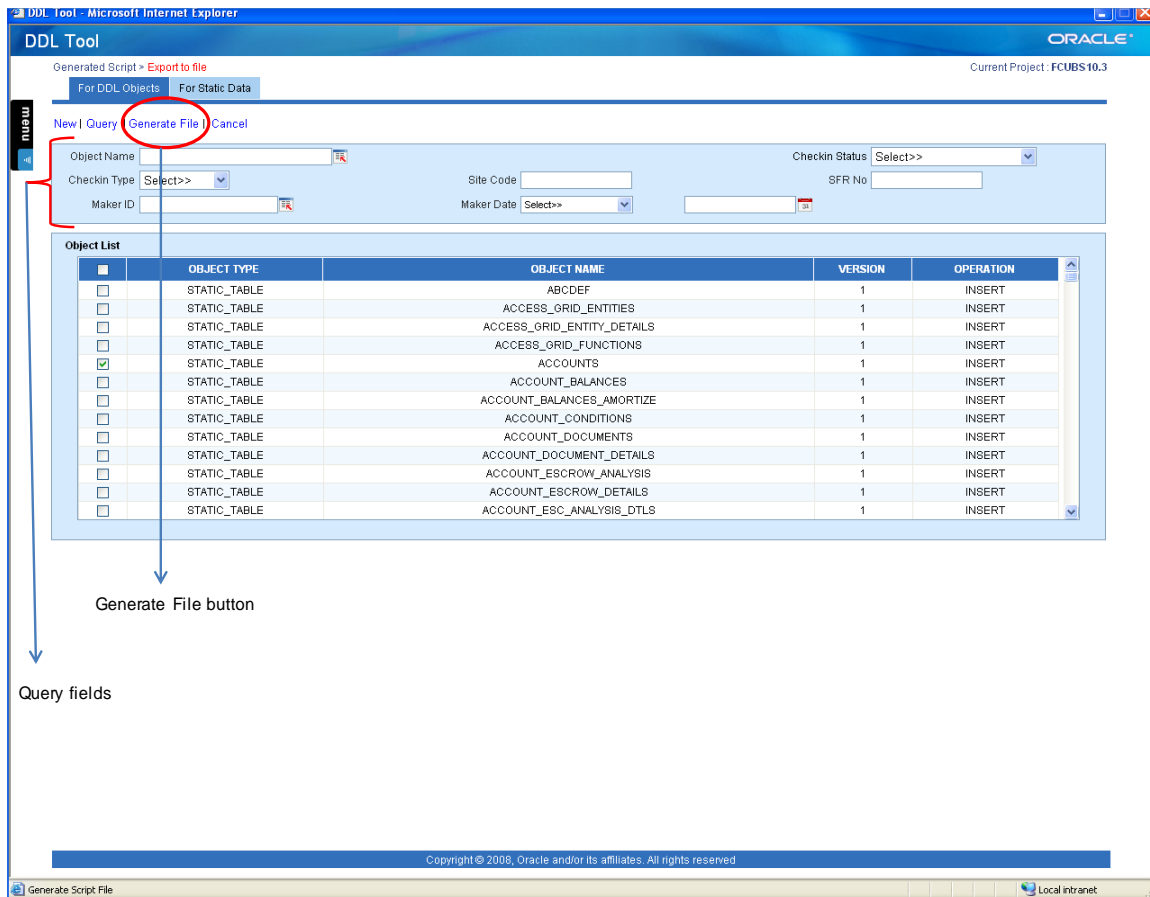 DDL Tool - Microsoft Internet Explorer
DDL Tool ORACLE
Generated Script > Export to file Current Project : FCUBS10.3
For DDL Objects For Static Data
menu
New | Query | Generate File | Cancel
Object Name Checkin Status Select>>
Checkin Type Select>> Site Code SFR No
Maker ID Maker Date Select>> 31
Object List
OBJECT TYPE OBJECT NAME VERSION OPERATION
STATIC_TABLE ABCDEF 1 INSERT
STATIC_TABLE ACCESS_GRID_ENTITIES 1 INSERT
STATIC_TABLE ACCESS_GRID_ENTITY_DETAILS 1 INSERT
STATIC_TABLE ACCESS_GRID_FUNCTIONS 1 INSERT
STATIC_TABLE ACCOUNTS 1 INSERT
STATIC_TABLE ACCOUNT_BALANCES 1 INSERT
STATIC_TABLE ACCOUNT_BALANCES_AMORTIZE 1 INSERT
STATIC_TABLE ACCOUNT_CONDITIONS 1 INSERT
STATIC_TABLE ACCOUNT_DOCUMENTS 1 INSERT
STATIC_TABLE ACCOUNT_DOCUMENT_DETAILS 1 INSERT
STATIC_TABLE ACCOUNT_ESCROW_ANALYSIS 1 INSERT
STATIC_TABLE ACCOUNT_ESCROW_DETAILS 1 INSERT
STATIC_TABLE ACCOUNT_ESC_ANALYSIS_DTLS 1 INSERT
Generate File button
Query fields
Copyright © 2008, Oracle and/or its affiliates. All rights reserved
Generate Script File Local intranet